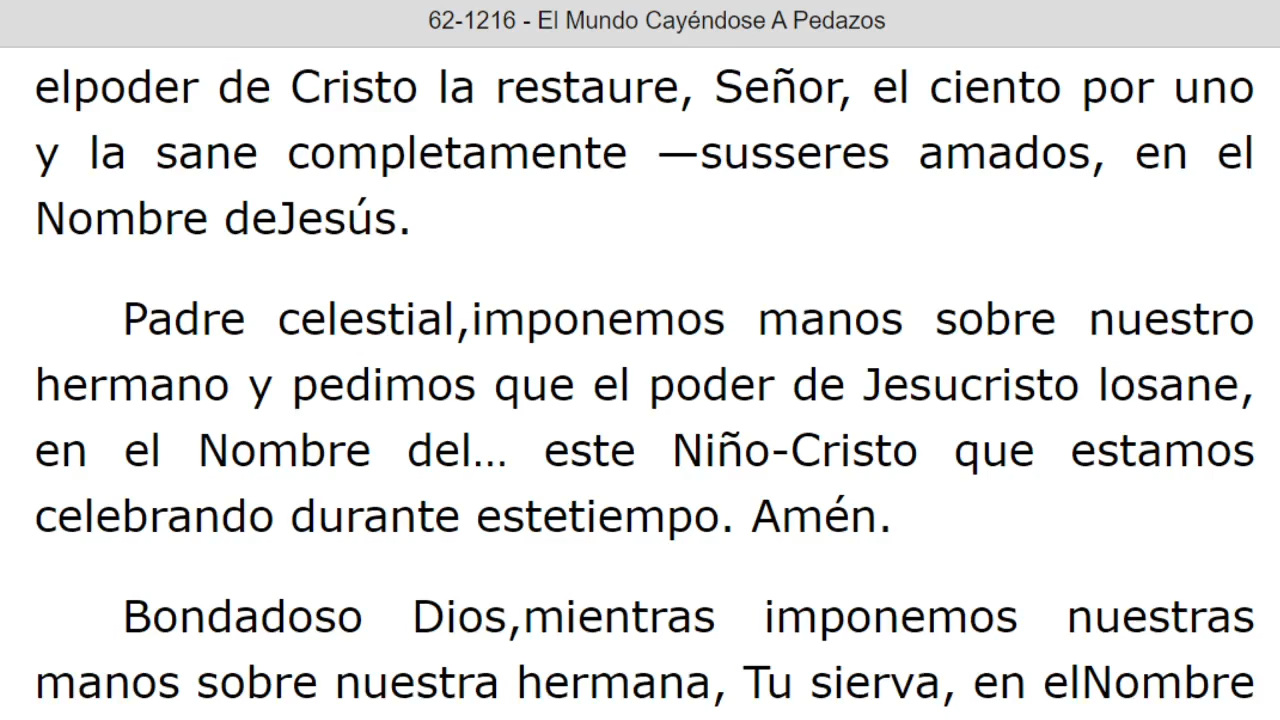 62-1216 - El Mundo Cayéndose A Pedazos
elpoder de Cristo la restaure, Señor, el ciento por uno
y la sane completamente —susseres amados, en el
Nombre deJesús.
Padre celestial,imponemos manos sobre nuestro
hermano y pedimos que el poder de Jesucristo losane,
en el Nombre del... este Niño-Cristo que estamos
celebrando durante estetiempo. Amén.
Bondadoso Dios,mientras imponemos nuestras
manos sobre nuestra hermana, Tu sierva, en elNombre